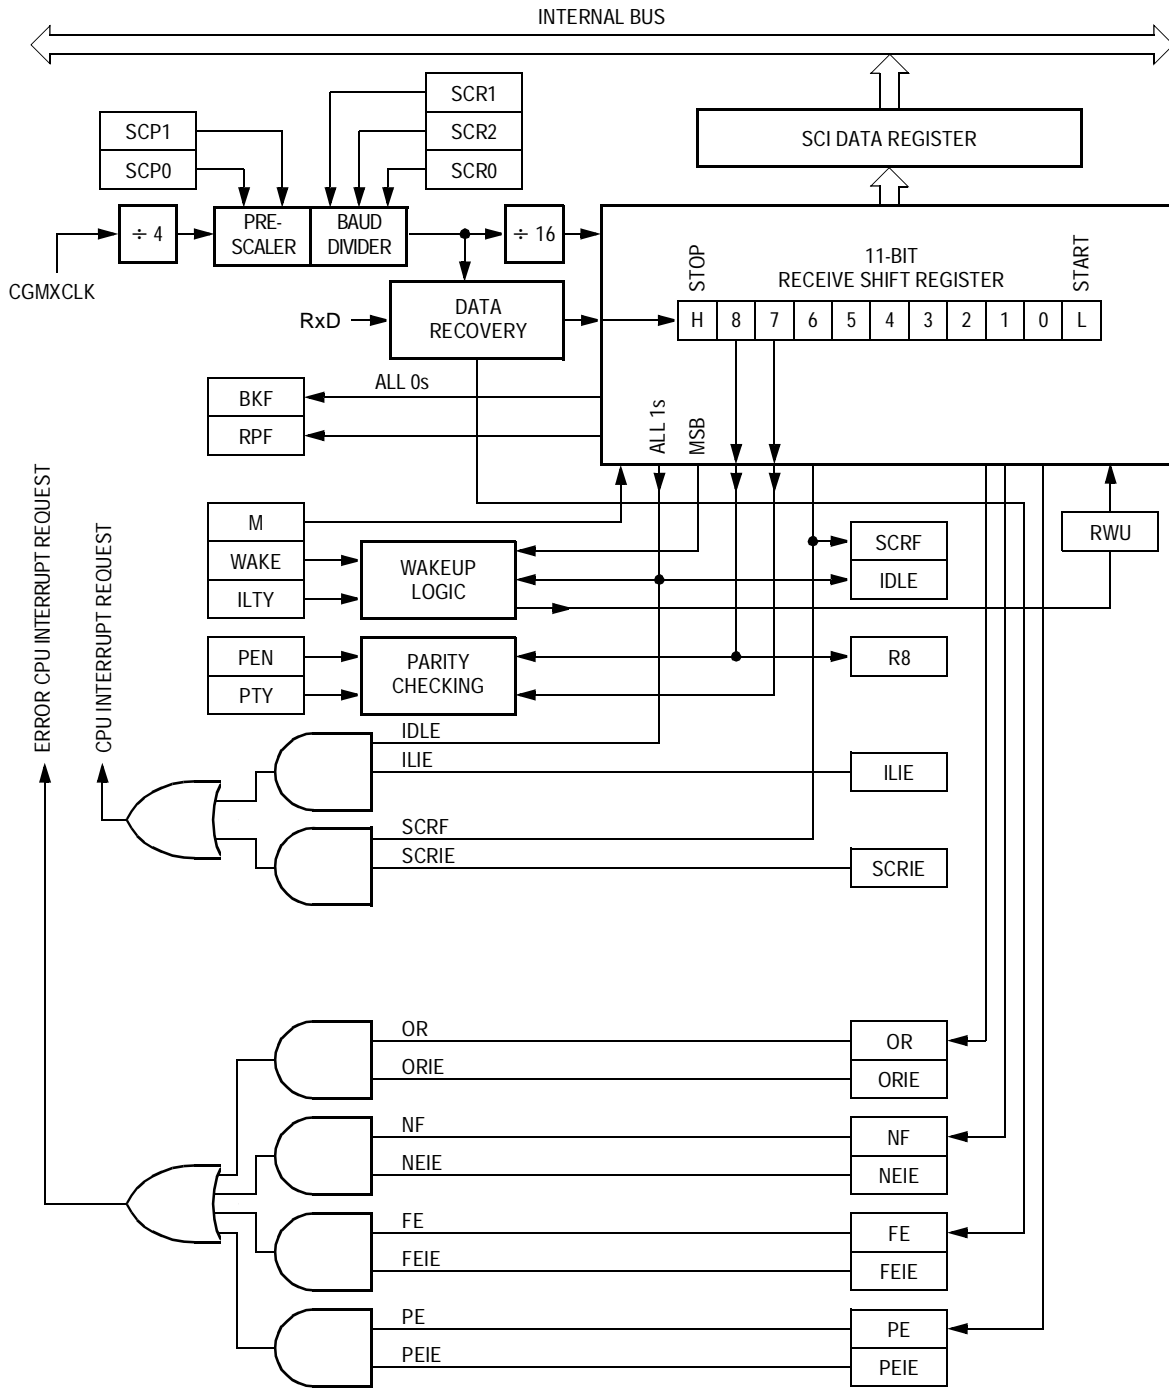 INTERNAL BUS
SCR1
SCR2
SCR0
SCP1
SCP0
SCI DATA REGISTER
÷ 4
PRE-
SCALER
BAUD
DIVIDER
÷ 16
CGMXCLK
RxD
DATA
RECOVERY
STOP
11-BIT
RECEIVE SHIFT REGISTER
START
H 8 7 6 5 4 3 2 1 0 L
ALL 0s
BKF
RPF
ALL 1s
MSB
M
WAKE
ILTY
WAKEUP
LOGIC
SCRF
IDLE
RWU
PEN
PTY
PARITY
CHECKING
R8
ERROR CPU INTERRUPT REQUEST
CPU INTERRUPT REQUEST
IDLE
ILIE
ILIE
SCRF
SCRIE
SCRIE
OR
OR
ORIE
ORIE
NF
NF
NEIE
NEIE
FE
FE
FEIE
FEIE
PE
PE
PEIE
PEIE